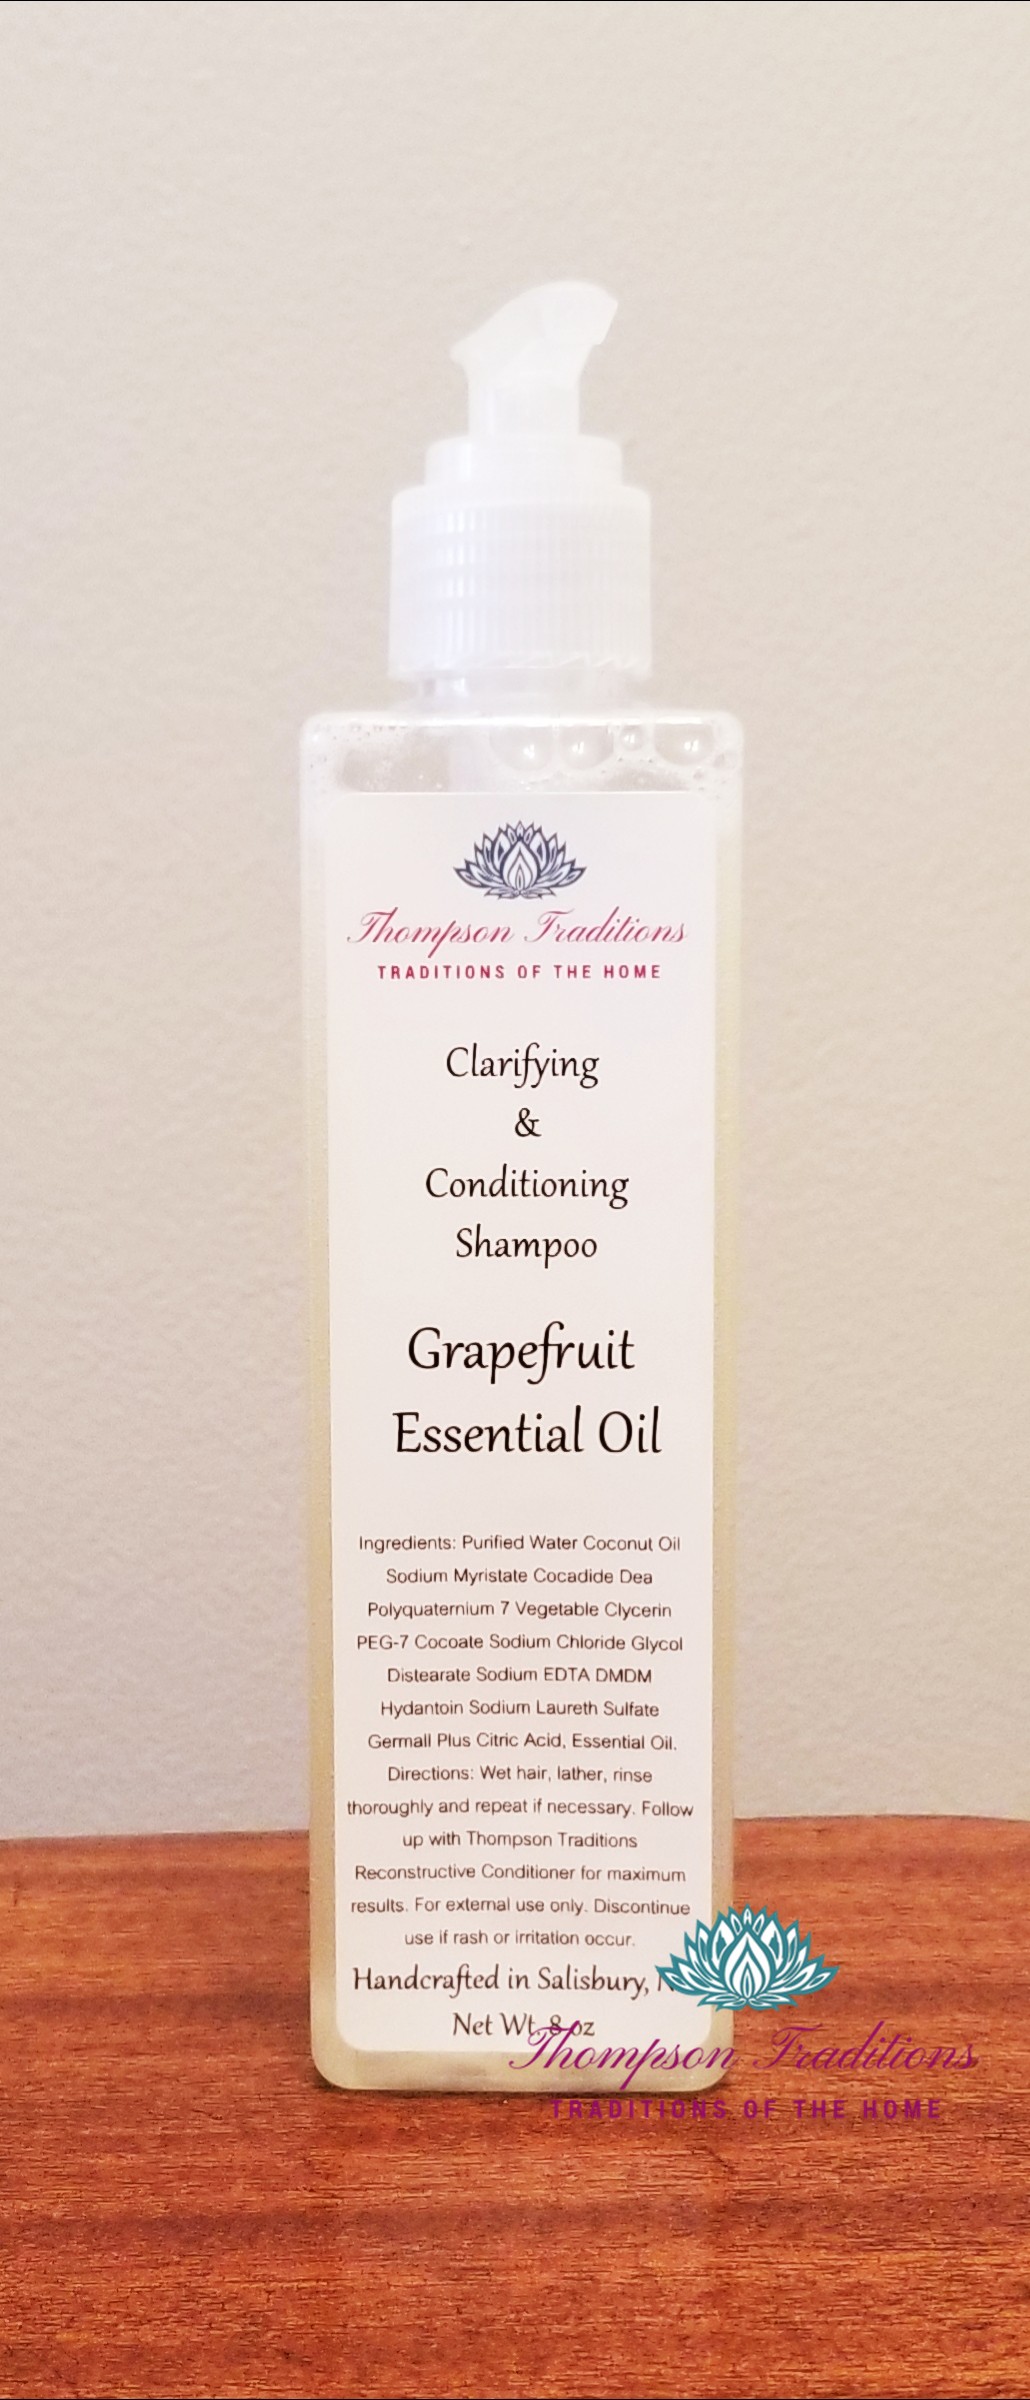 Thompson Traditions
TRADITIONS OF THE HOME
Clarifying
&
Conditioning
Shampoo
Grapefruit
Essential Oil
Ingredients: Purified Water Coconut Oil
Sodium Myristate Cocadide Dea
Polyquaternium 7 Vegetable Clycerin
PEG-7 Cocoate Sodium Chloride Glycol
Distearate Sodium EDTA DMDM
Hydantoin Sodium Laureth Sulfate
Germall Plus Citric Acid, Essential Oil.
Directions: Wet hair, lather, rinse
thoroughly and repeat if necessary. Follow
up with Thompson Traditions
Reconstructive Conditioner for maximum
results. For external use only. Discontinue
use if rash or irritation occur.
Handcrafted in Salisbury,
Net Wt. 8 oz
Thompson Traditions
TRADITIONS OF THE HOME